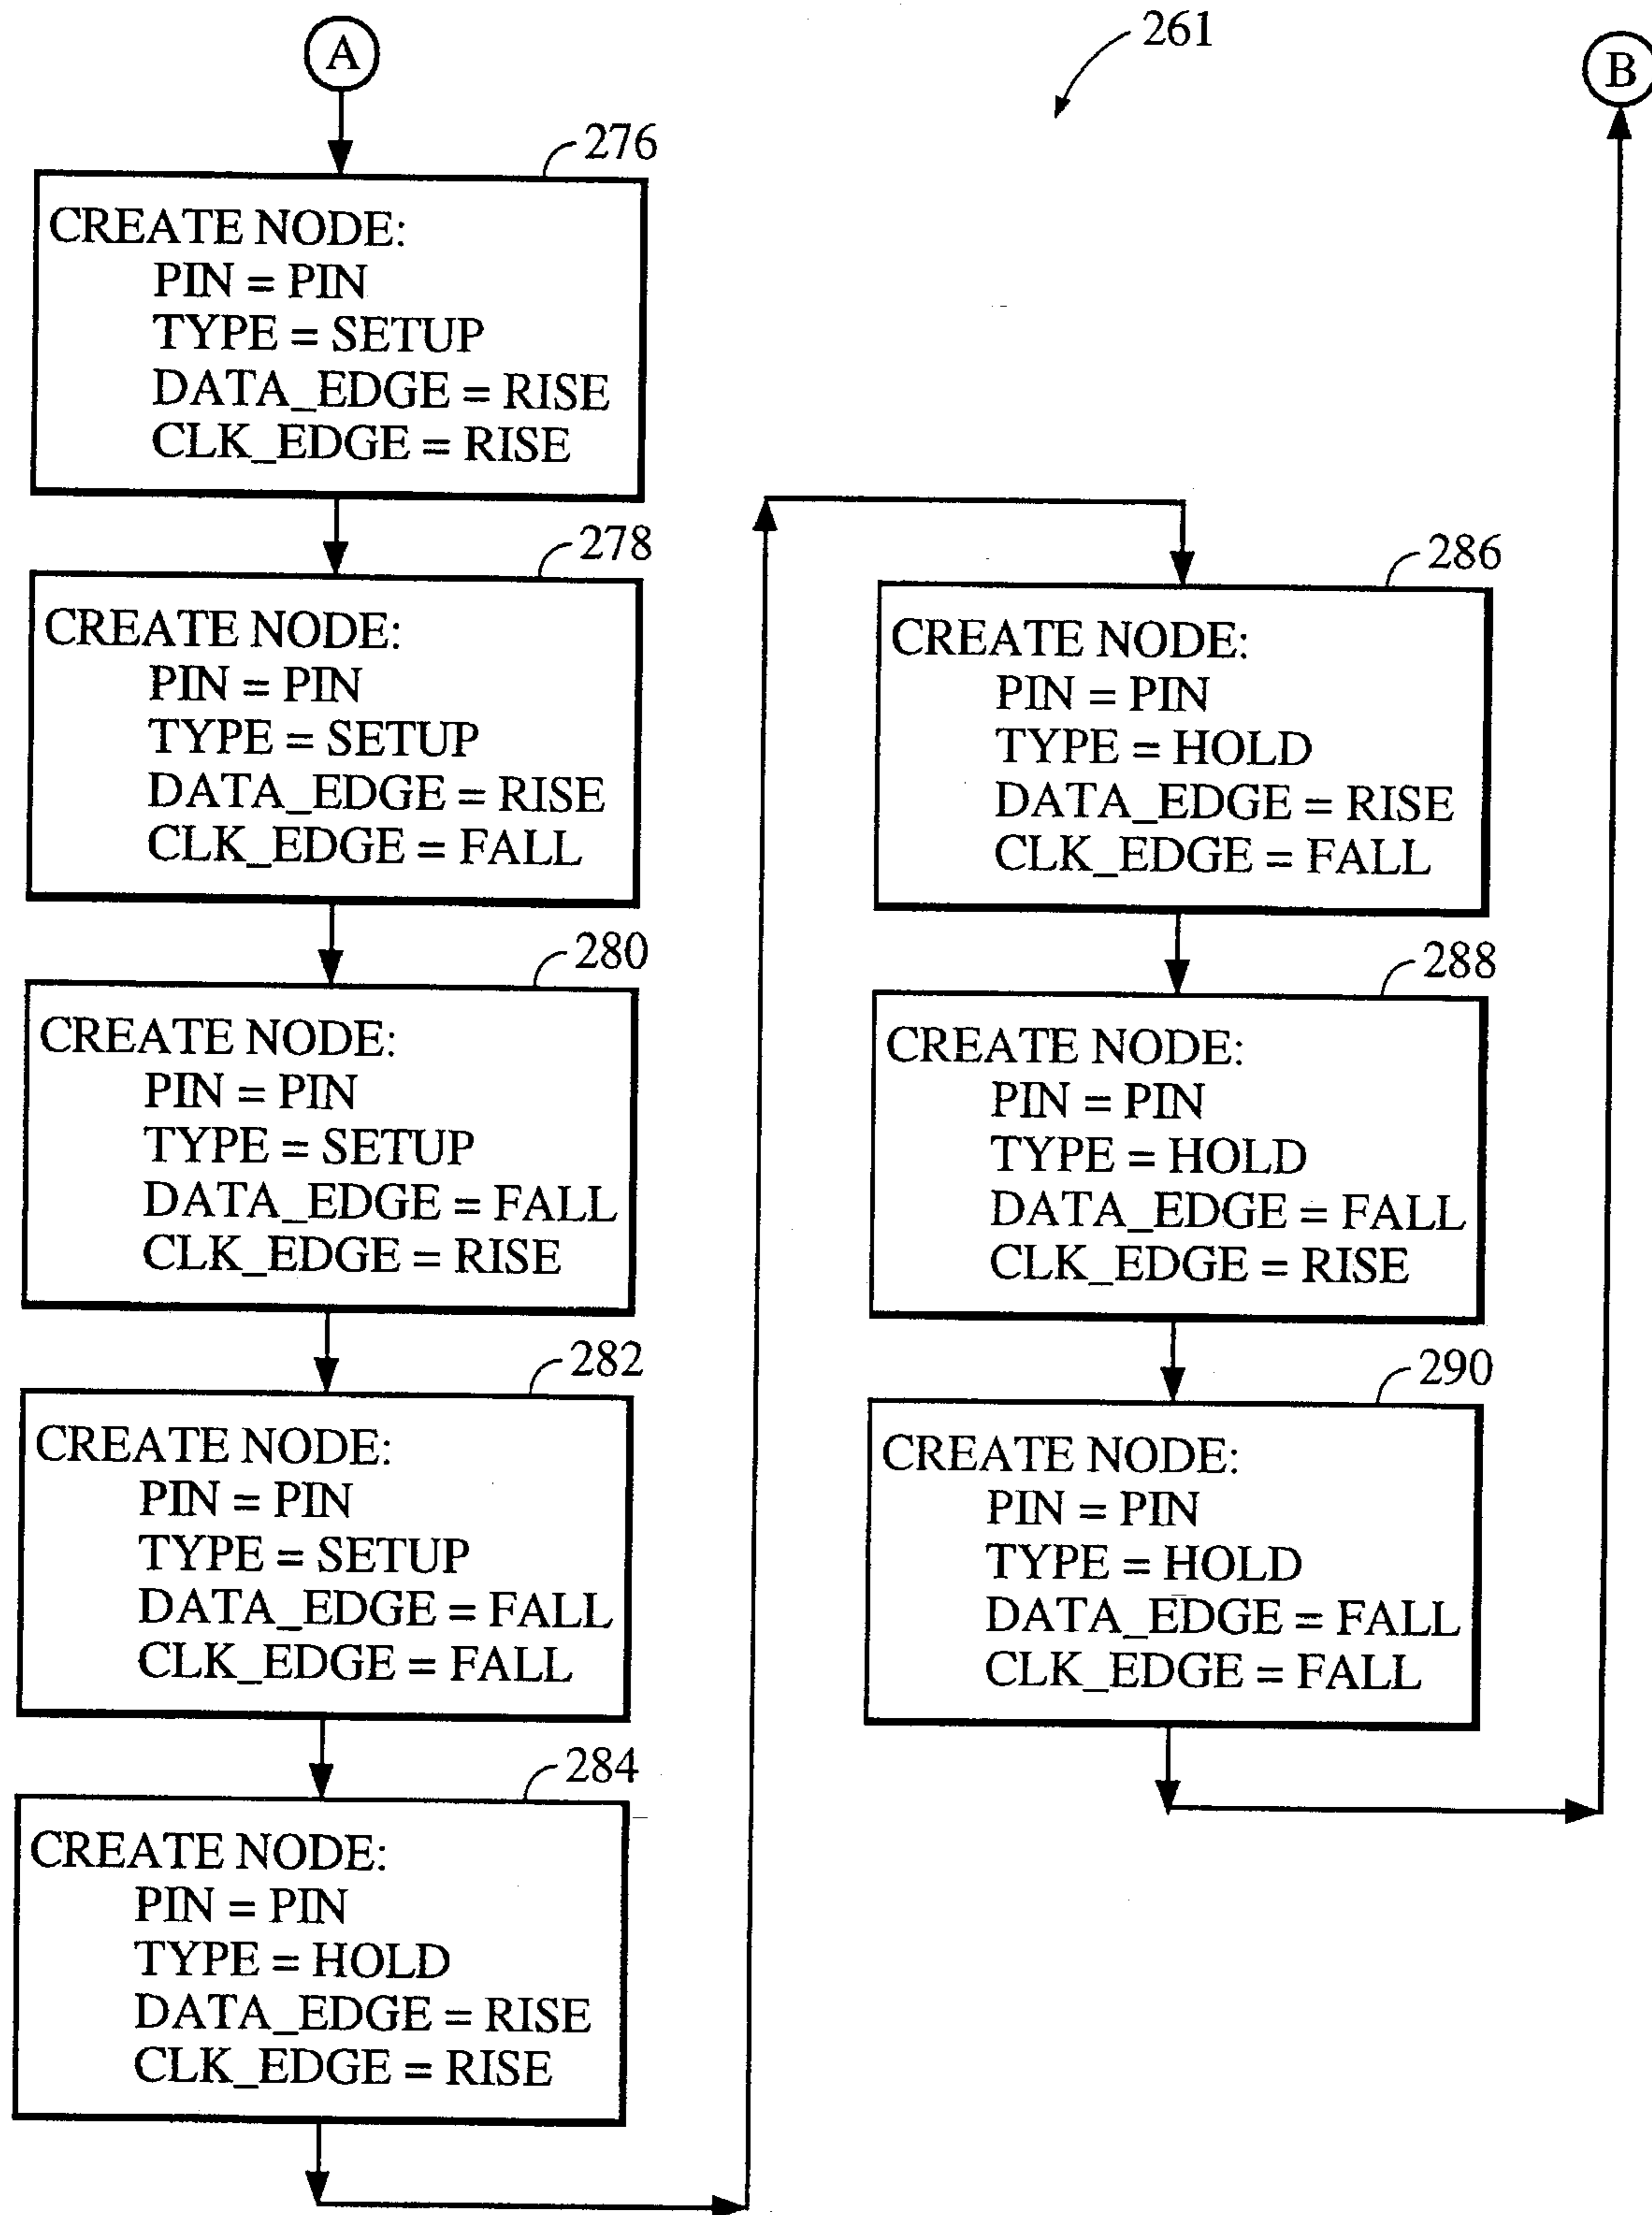 A
261
B
276
CREATE NODE:
PIN = PIN
TYPE = SETUP
DATA_EDGE = RISE
CLK_EDGE = RISE
278
CREATE NODE:
PIN = PIN
TYPE = SETUP
DATA_EDGE = RISE
CLK_EDGE = FALL
280
CREATE NODE:
PIN = PIN
TYPE = SETUP
DATA_EDGE = FALL
CLK_EDGE = RISE
282
CREATE NODE:
PIN = PIN
TYPE = SETUP
DATA_EDGE = FALL
CLK_EDGE = FALL
284
CREATE NODE:
PIN = PIN
TYPE = HOLD
DATA_EDGE = RISE
CLK_EDGE = RISE
286
CREATE NODE:
PIN = PIN
TYPE = HOLD
DATA_EDGE = RISE
CLK_EDGE = FALL
288
CREATE NODE:
PIN = PIN
TYPE = HOLD
DATA_EDGE = FALL
CLK_EDGE = RISE
290
CREATE NODE:
PIN = PIN
TYPE = HOLD
DATA_EDGE = FALL
CLK_EDGE = FALL